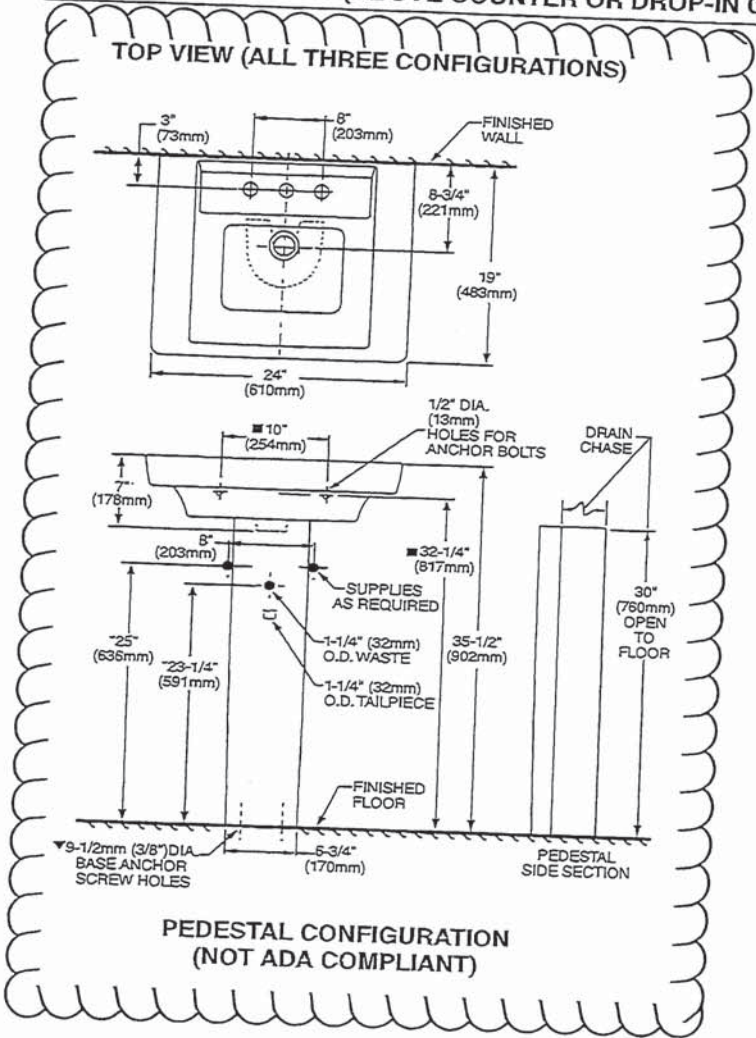 TOP VIEW (ALL THREE CONFIGURATIONS)
3"
(73mm)
8"
(203mm)
FINISHED
WALL
8-3/4"
(221mm)
19"
(483mm)
24"
(610mm)
■ 10"
(254mm)
1/2" DIA.
(13mm)
HOLES FOR
ANCHOR BOLTS
DRAIN
CHASE
7"
(178mm)
8"
(203mm)
■ 32-1/4"
(817mm)
SUPPLIES
AS REQUIRED
30"
(760mm)
OPEN
TO
FLOOR
1-1/4" (32mm)
O.D. WASTE
35-1/2"
(902mm)
"25"
(636mm)
"23-1/4"
(591mm)
1-1/4" (32mm)
O.D. TAILPIECE
FINISHED
FLOOR
▼9-1/2mm (3/8")DIA
BASE ANCHOR
SCREW HOLES
6-3/4"
(170mm)
PEDESTAL
SIDE SECTION
PEDESTAL CONFIGURATION
(NOT ADA COMPLIANT)